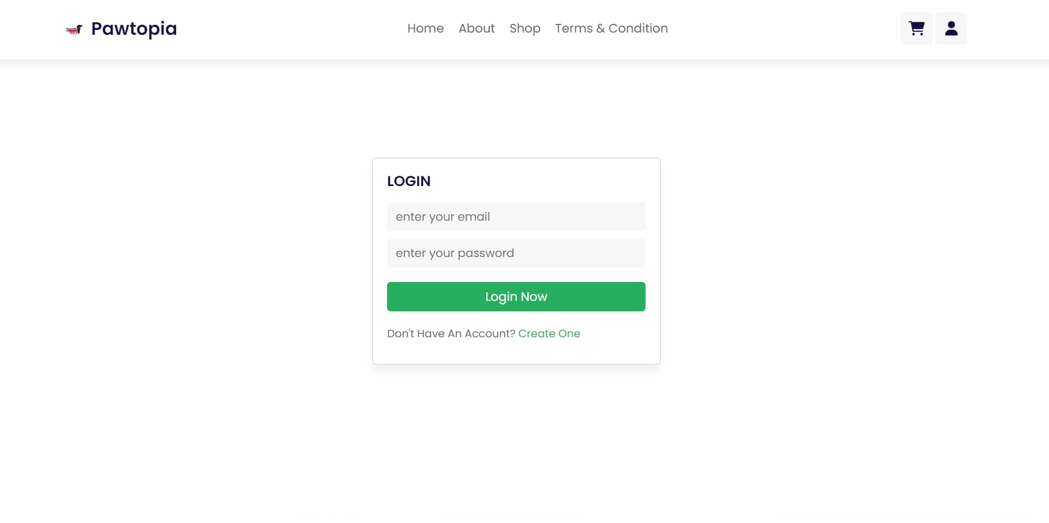 Pawtopia
Home About Shop Terms & Condition
LOGIN
enter your email
enter your password
Login Now
Don't Have An Account? Create One